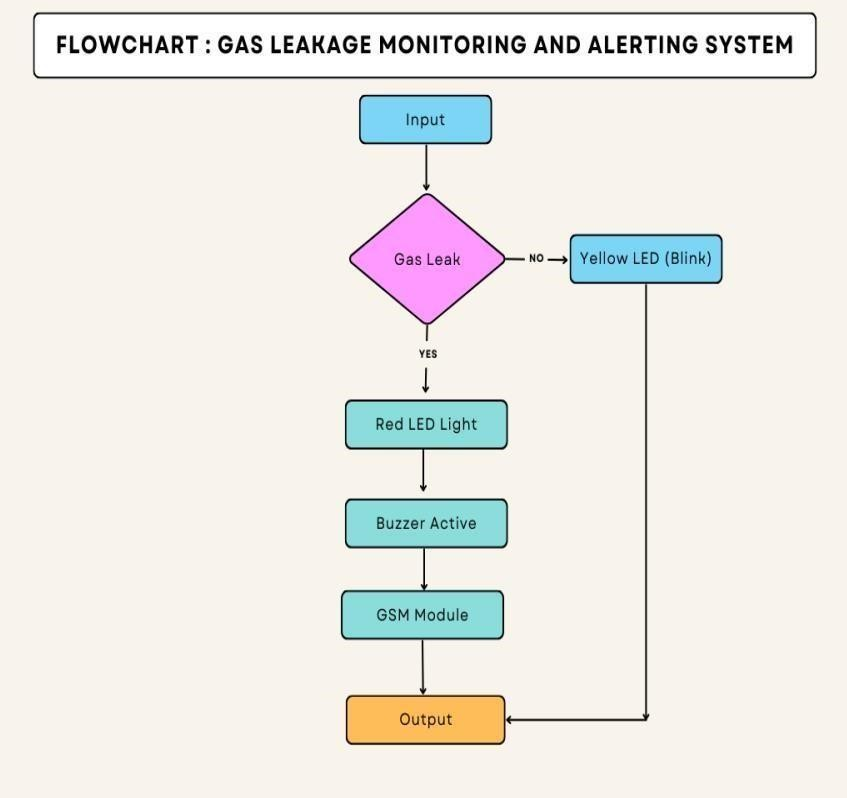 FLOWCHART : GAS LEAKAGE MONITORING AND ALERTING SYSTEM
Input
Gas Leak
NO
Yellow LED (Blink)
YES
Red LED Light
Buzzer Active
GSM Module
Output